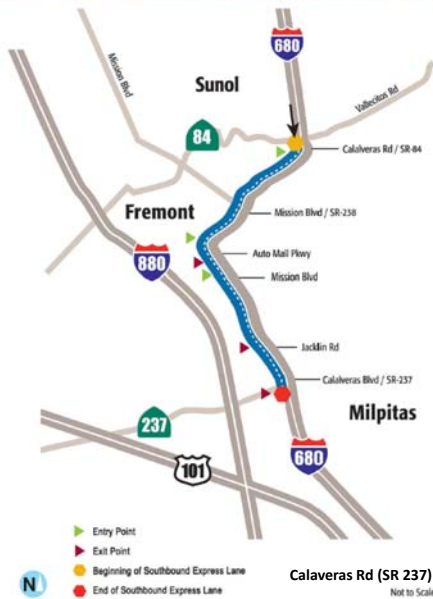 680
Mission Blvd
Sunol
Vallecitos Rd
84
Calalveras Rd / SR-84
Mission Blvd / SR-238
Fremont
880
Auto Mall Pkwy
Mission Blvd
Jacklin Rd
Calalveras Blvd / SR-237
Milpitas
237
101
680
Entry Point
Exit Point
Beginning of Southbound Express Lane
End of Southbound Express Lane
N
Calaveras Rd (SR 237)
Not to Scale